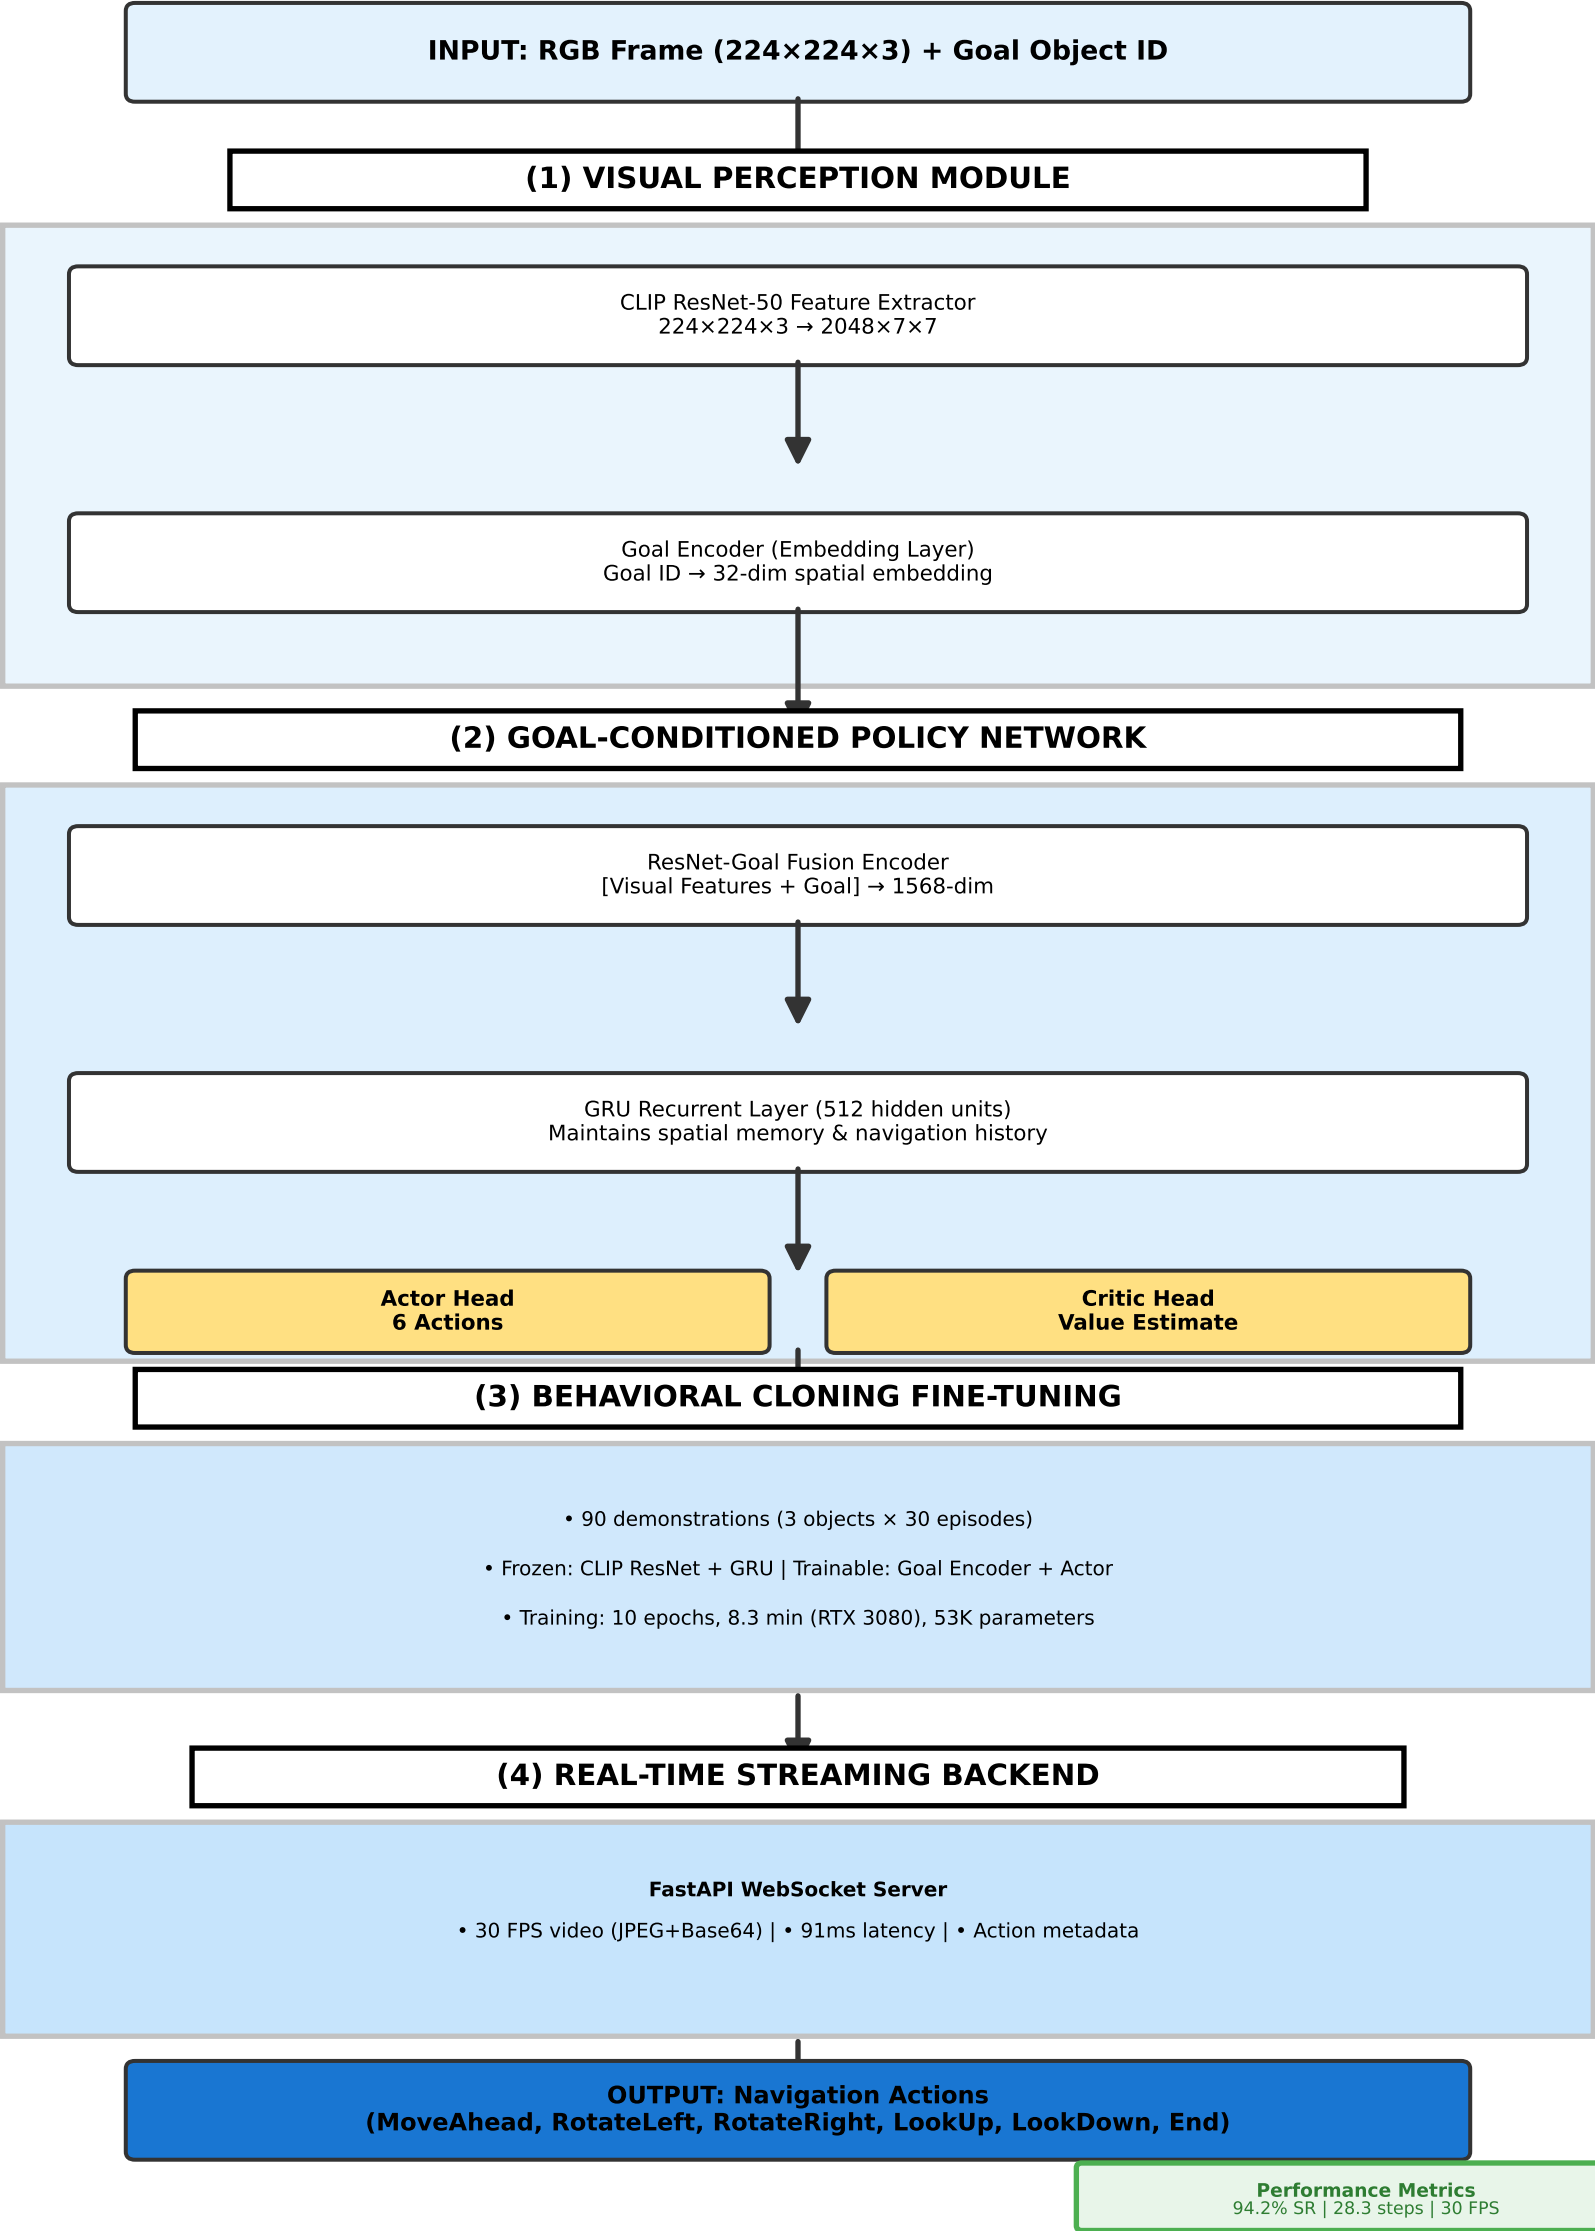 INPUT: RGB Frame (224×224×3) + Goal Object ID
(1) VISUAL PERCEPTION MODULE
CLIP ResNet-50 Feature Extractor
224×224×3 → 2048×7×7
Goal Encoder (Embedding Layer)
Goal ID → 32-dim spatial embedding
(2) GOAL-CONDITIONED POLICY NETWORK
ResNet-Goal Fusion Encoder
[Visual Features + Goal] → 1568-dim
GRU Recurrent Layer (512 hidden units)
Maintains spatial memory & navigation history
Actor Head
6 Actions
Critic Head
Value Estimate
(3) BEHAVIORAL CLONING FINE-TUNING
• 90 demonstrations (3 objects × 30 episodes)
• Frozen: CLIP ResNet + GRU | Trainable: Goal Encoder + Actor
• Training: 10 epochs, 8.3 min (RTX 3080), 53K parameters
(4) REAL-TIME STREAMING BACKEND
FastAPI WebSocket Server
• 30 FPS video (JPEG+Base64) | • 91ms latency | • Action metadata
OUTPUT: Navigation Actions
(MoveAhead, RotateLeft, RotateRight, LookUp, LookDown, End)
Performance Metrics
94.2% SR | 28.3 steps | 30 FPS